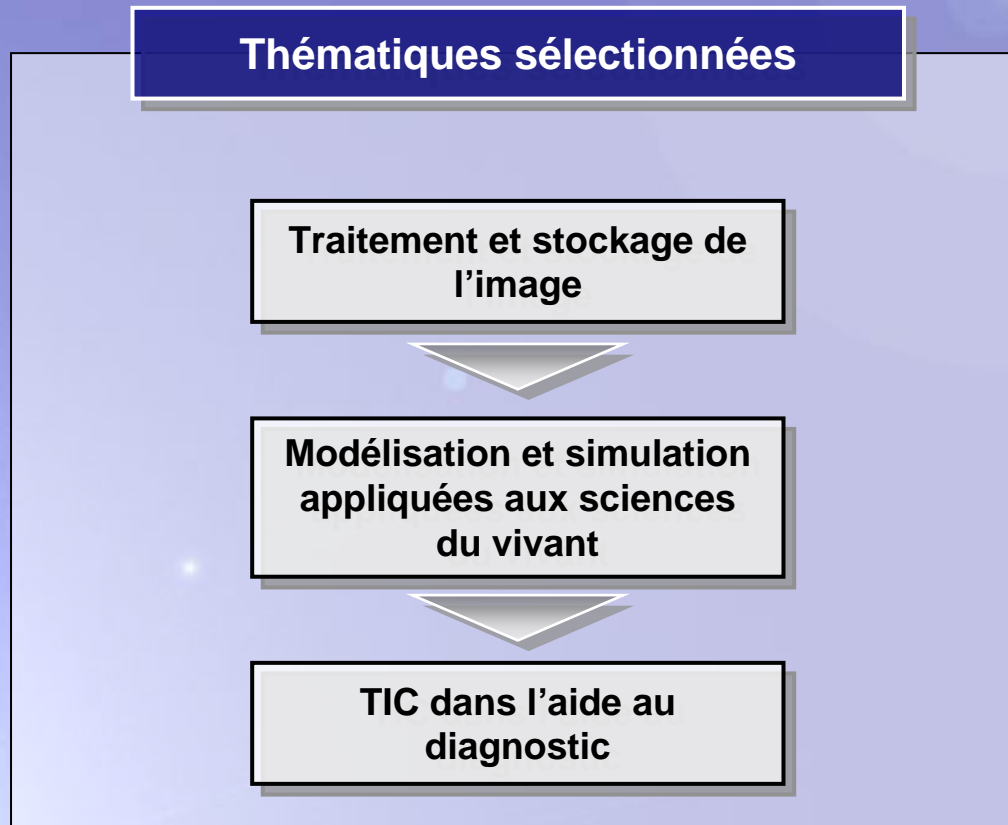 Thématiques sélectionnées
Traitement et stockage de
l’image
Modélisation et simulation
appliquées aux sciences
du vivant
TIC dans l’aide au
diagnostic